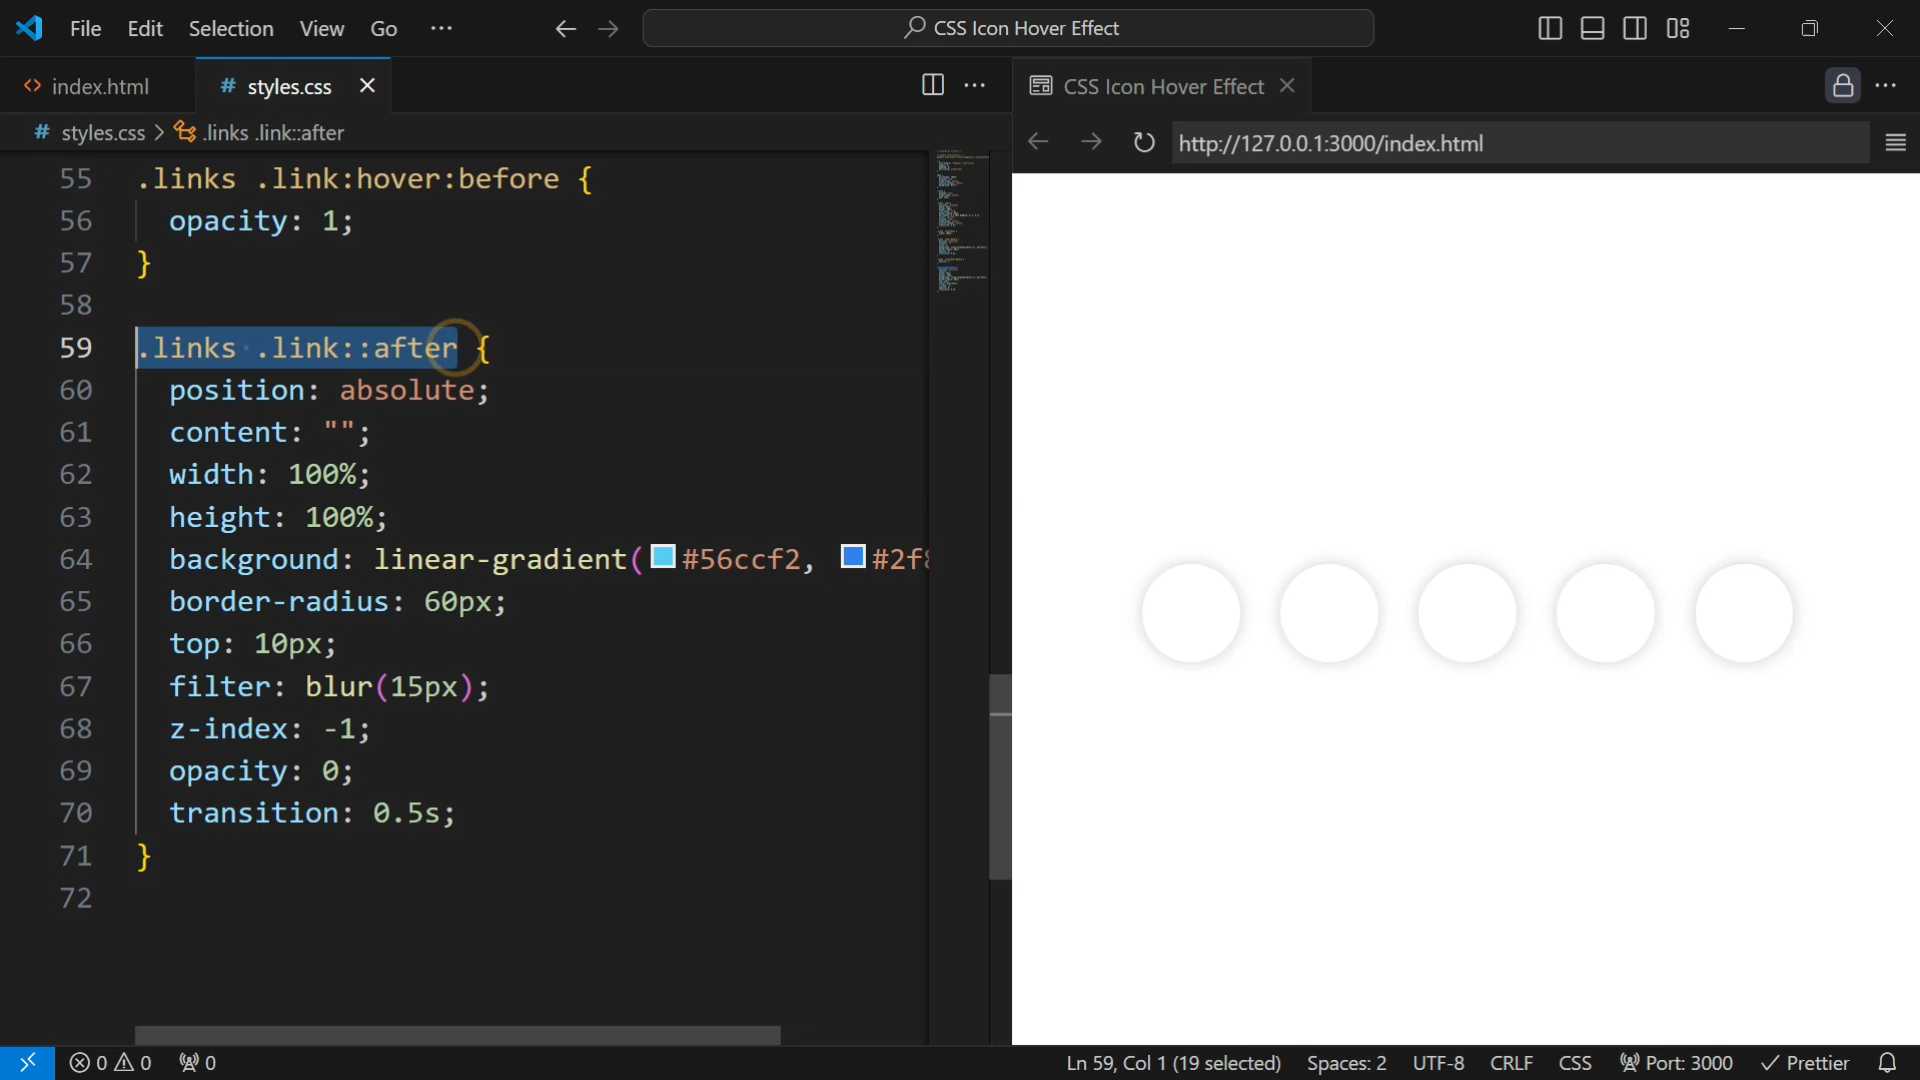 File Edit Selection View Go ··· CSS Icon Hover Effect
index.html styles.css
CSS Icon Hover Effect
styles.css > .links .link::after
http://127.0.0.1:3000/index.html
55 .links .link:hover:before {
56 opacity: 1;
57 }
58
59 .links .link::after {
60 position: absolute;
61 content: "";
62 width: 100%;
63 height: 100%;
64 background: linear-gradient(#56ccf2, #2f
65 border-radius: 60px;
66 top: 10px;
67 filter: blur(15px);
68 z-index: -1;
69 opacity: 0;
70 transition: 0.5s;
71 }
72
0 0 0 Ln 59, Col 1 (19 selected) Spaces: 2 UTF-8 CRLF CSS Port: 3000 Prettier